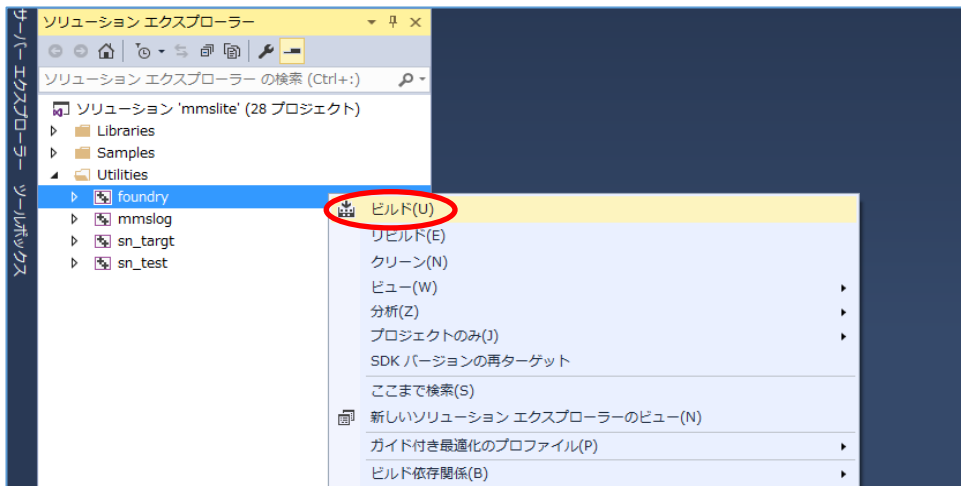 サーバー エクスプローラー
ツールボックス
ソリューション エクスプローラー
ソリューション エクスプローラー の検索 (Ctrl+:)
ソリューション 'mmslite' (28 プロジェクト)
Libraries
Samples
Utilities
foundry
mmslog
sn_targt
sn_test
ビルド(U)
リビルド(E)
クリーン(N)
ビュー(W)
分析(Z)
プロジェクトのみ(J)
SDK バージョンの再ターゲット
ここまで検索(S)
新しいソリューション エクスプローラーのビュー(N)
ガイド付き最適化のプロファイル(P)
ビルド依存関係(B)